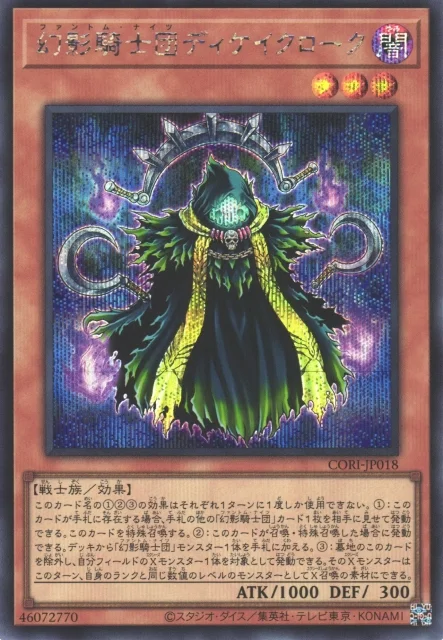 ファントム・ナイツ
幻影騎士団ディケイクローク
闇
CORI-JP018
【戦士族／効果】
このカード名の①②③の効果はそれぞれ1ターンに1度しか使用できない。①：この
カードが手札に存在する場合、手札の他の「幻影騎士団」カード1枚を相手に見せて発動
できる。このカードを特殊召喚する。②：このカードが召喚・特殊召喚した場合に発動
できる。デッキから「幻影騎士団」モンスター1体を手札に加える。③：墓地のこのカード
を除外し、自分フィールドのXモンスター1体を対象として発動できる。そのXモンスターは
このターン、自身のランクと同じ数値のレベルのモンスターとしてX召喚の素材にできる。
ATK/1000 DEF/ 300
46072770
©スタジオ・ダイス／集英社・テレビ東京・KONAMI